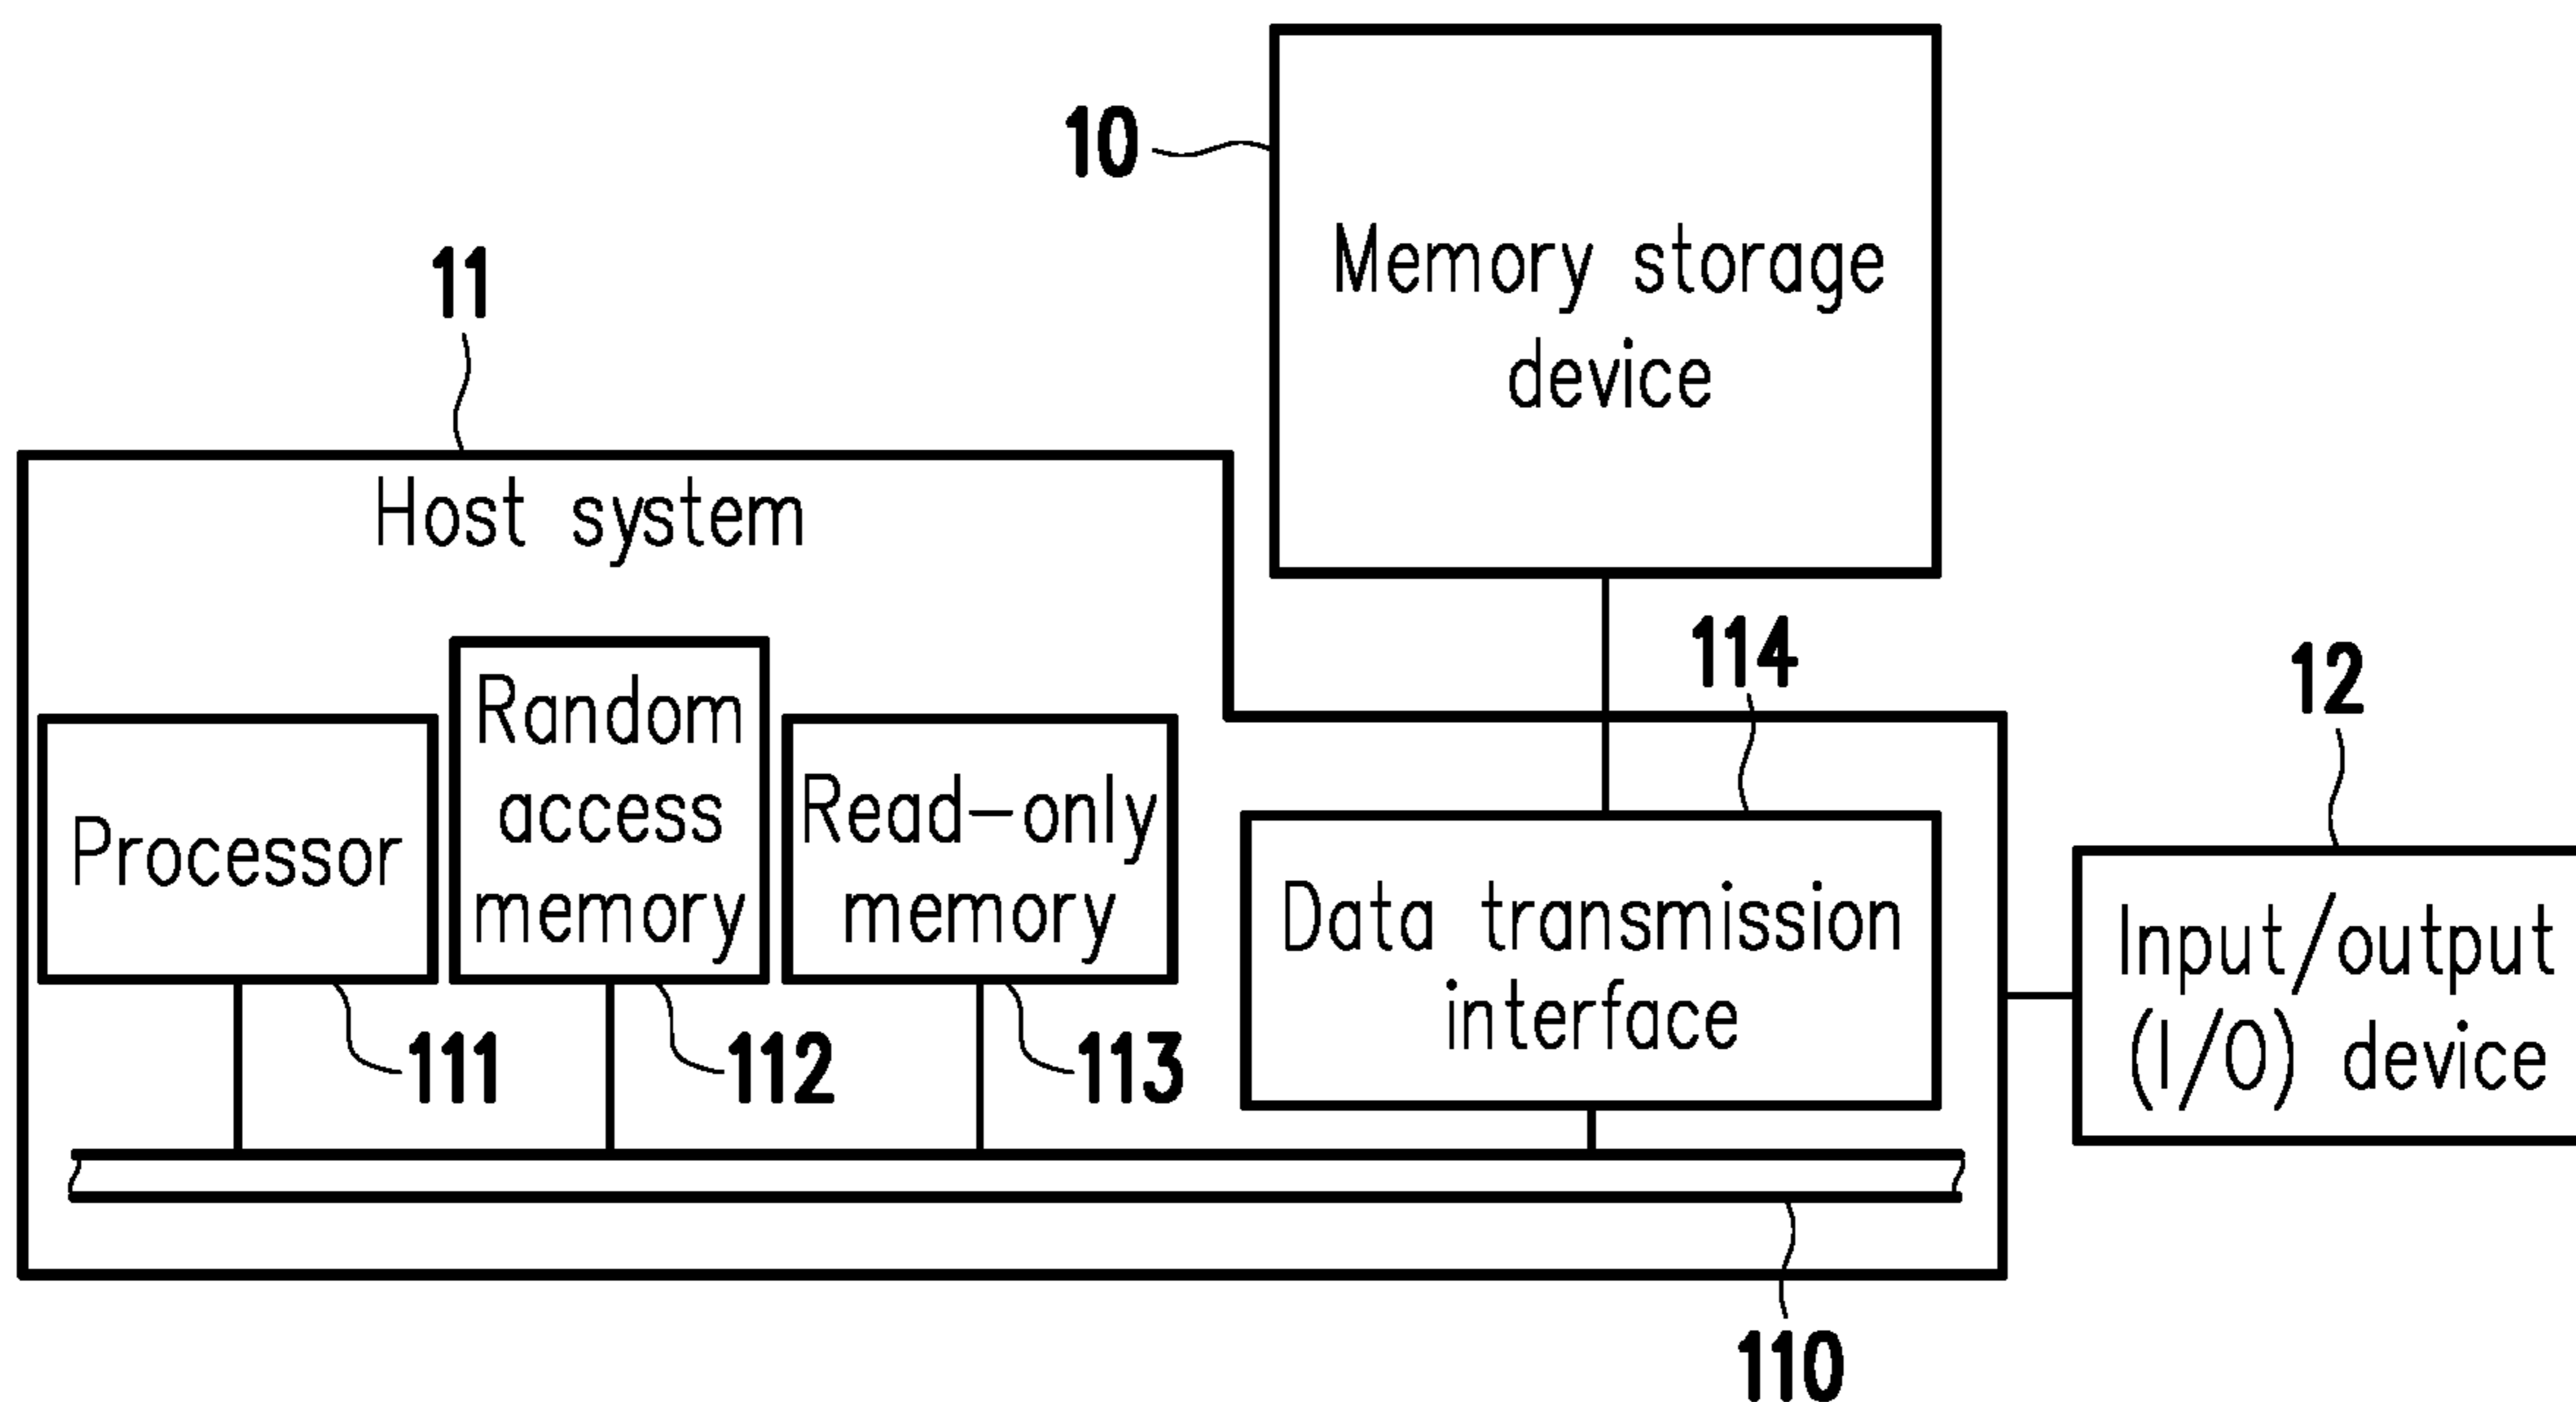 10
Memory storage
device
11
Host system
114
12
Random
access
memory
Processor
Read-only
memory
Data transmission
interface
Input/output
(I/O) device
111
112
113
110